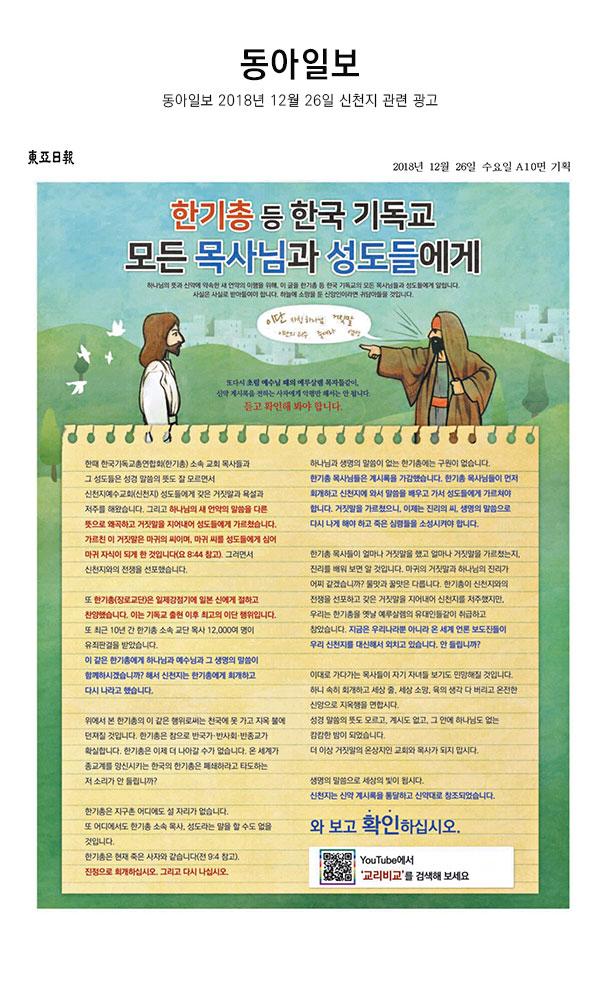 동아일보
동아일보 2018년 12월 26일 신천지 관련 광고
東亞日報
2018년 12월 26일 수요일 A10면 기획
한기총 등 한국 기독교
모든 목사님과 성도들에게
하나님의 뜻과 신약에 약속한 새 언약의 이행을 위해, 이 글을 한기총 등 한국 기독교의 모든 목사님들과 성도들에게 알립니다.
사실은 사실로 받아들여야 합니다. 하늘에 소망을 둔 신앙인이라면 귀담아들을 것입니다.
이단 자칭 하나님 거짓말
또다시 초림 예수님 때의 예루살렘 목자들같이,
신약 계시록을 전하는 사자에게 악평만 해서는 안 됩니다.
듣고 확인해 봐야 합니다.
한때 한국기독교총연합회(한기총) 소속 교회 목사들과
그 성도들은 성경 말씀의 뜻도 잘 모르면서
신천지예수교회(신천지) 성도들에게 갖은 거짓말과 욕설과
저주를 해왔습니다. 그리고 하나님의 새 언약의 말씀을 다른
뜻으로 왜곡하고 거짓말을 지어내어 성도들에게 가르쳤습니다.
가르친 이 거짓말은 마귀의 씨이며, 마귀 씨를 성도들에게 심어
마귀 자식이 되게 한 것입니다(요 8:44 참고). 그러면서
신천지와의 전쟁을 선포했습니다.
또 한기총(장로교단)은 일제강점기에 일본 신에게 절하고
찬양했습니다. 이는 기독교 출현 이후 최고의 이단 행위입니다.
또 최근 10년 간 한기총 소속 교단 목사 12,000여 명이
유죄판결을 받았습니다.
이 같은 한기총에게 하나님과 예수님과 그 생명의 말씀이
함께하시겠습니까? 해서 신천지는 한기총에게 회개하고
다시 나라고 했습니다.
위에서 본 한기총의 이 같은 행위로써는 천국에 못 가고 지옥 불에
던져질 것입니다. 한기총은 참으로 반국가·반사회·반종교가
확실합니다. 한기총은 이제 더 나아갈 수가 없습니다. 온 세계가
종교계를 망신시키는 한국의 한기총은 폐쇄하라고 타도하는
저 소리가 안 들립니까?
한기총은 지구촌 어디에도 설 자리가 없습니다.
또 어디에서도 한기총 소속 목사, 성도라는 말을 할 수도 없을
것입니다.
한기총은 현재 죽은 사자와 같습니다(전 9:4 참고).
진정으로 회개하십시오. 그리고 다시 나십시오.
하나님과 생명의 말씀이 없는 한기총에는 구원이 없습니다.
한기총 목사님들은 계시록을 가감했습니다. 한기총 목사님들이 먼저
회개하고 신천지에 와서 말씀을 배우고 가서 성도들에게 가르쳐야
합니다. 거짓말을 가르쳤으니, 이제는 진리의 씨, 생명의 말씀으로
다시 나게 해야 하고 죽은 심령들을 소성시켜야 합니다.
한기총 목사들이 얼마나 거짓말을 했고 얼마나 거짓말을 가르쳤는지,
진리를 배워 보면 알 것입니다. 마귀의 거짓말과 하나님의 진리가
어찌 같겠습니까? 물맛과 꿀맛은 다릅니다. 한기총이 신천지와의
전쟁을 선포하고 갖은 거짓말을 지어내어 신천지를 저주했지만,
우리는 한기총을 옛날 예루살렘의 유대인들같이 취급하고
참았습니다. 지금은 우리나라뿐 아니라 온 세계 언론 보도진들이
우리 신천지를 대신해서 외치고 있습니다. 안 들립니까?
이대로 가다가는 목사들이 자기 자녀들 보기도 민망해질 것입니다.
하니 속히 회개하고 세상 줄, 세상 소망, 육의 생각 다 버리고 온전한
신앙으로 지옥행을 면합시다.
성경 말씀의 뜻도 모르고, 계시도 없고, 그 안에 하나님도 없는
캄캄한 밤이 되었습니다.
더 이상 거짓말의 온상지인 교회와 목사가 되지 맙시다.
생명의 말씀으로 세상의 빛이 됩시다.
신천지는 신약 계시록을 통달하고 신약대로 창조되었습니다.
와 보고 확인하십시오.
YouTube에서
'교리비교'를 검색해 보세요